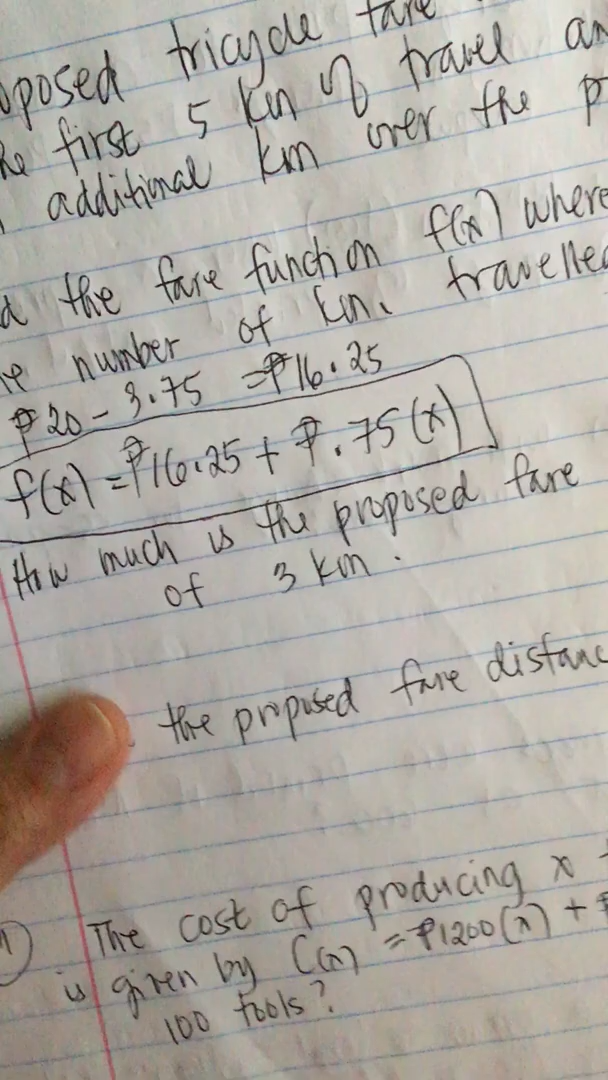 posed tricycle fare
first 5 km of travel an
additional km over the p
the fare function f(x) where
number of km. travelled
₱20 - 3.75 = ₱16.25
f(x) = ₱16.25 + ₱.75(x)
How much is the proposed fare
of 3 km.
the proposed fare distanc
The cost of producing x
is given by C(x) = ₱1200(x) +
100 tools?